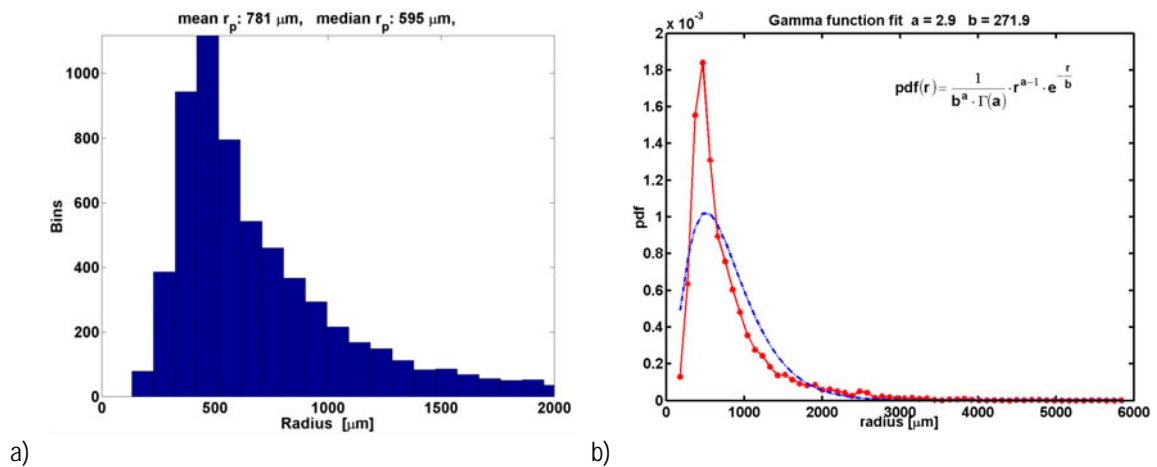 mean r_p: 781 μm, median r_p: 595 μm,
Bins
1000
800
600
400
200
0
0 500 1000 1500 2000
Radius [μm]
a)
Gamma function fit a = 2.9 b = 271.9
x 10^-3
pdf(r) = 1 / (b^a · Γ(a)) · r^(a-1) · e^(-r/b)
pdf
2
1.8
1.6
1.4
1.2
1
0.8
0.6
0.4
0.2
0
0 1000 2000 3000 4000 5000 6000
radius [μm]
b)